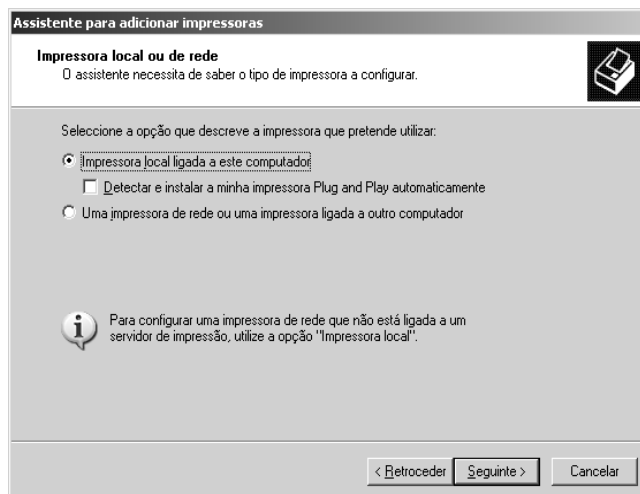 Assistente para adicionar impressoras
Impressora local ou de rede
O assistente necessita de saber o tipo de impressora a configurar.
Seleccione a opção que descreve a impressora que pretende utilizar:
Impressora local ligada a este computador
Detectar e instalar a minha impressora Plug and Play automaticamente
Uma impressora de rede ou uma impressora ligada a outro computador
Para configurar uma impressora de rede que não está ligada a um
servidor de impressão, utilize a opção "Impressora local".
< Retroceder Seguinte > Cancelar